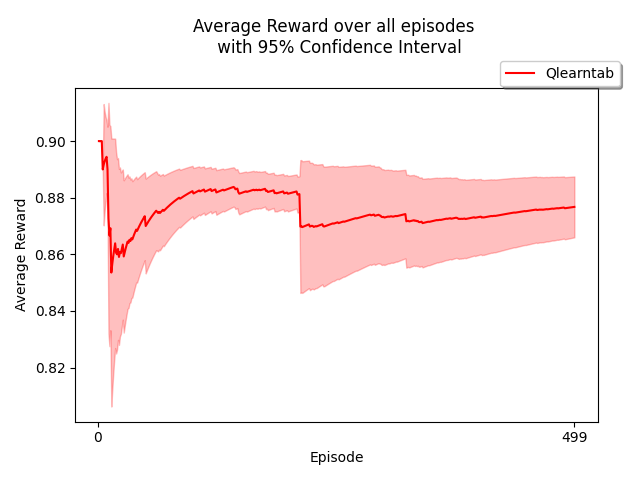 Average Reward over all episodes
with 95% Confidence Interval
Qlearntab
Average Reward
0.90
0.88
0.86
0.84
0.82
0
499
Episode